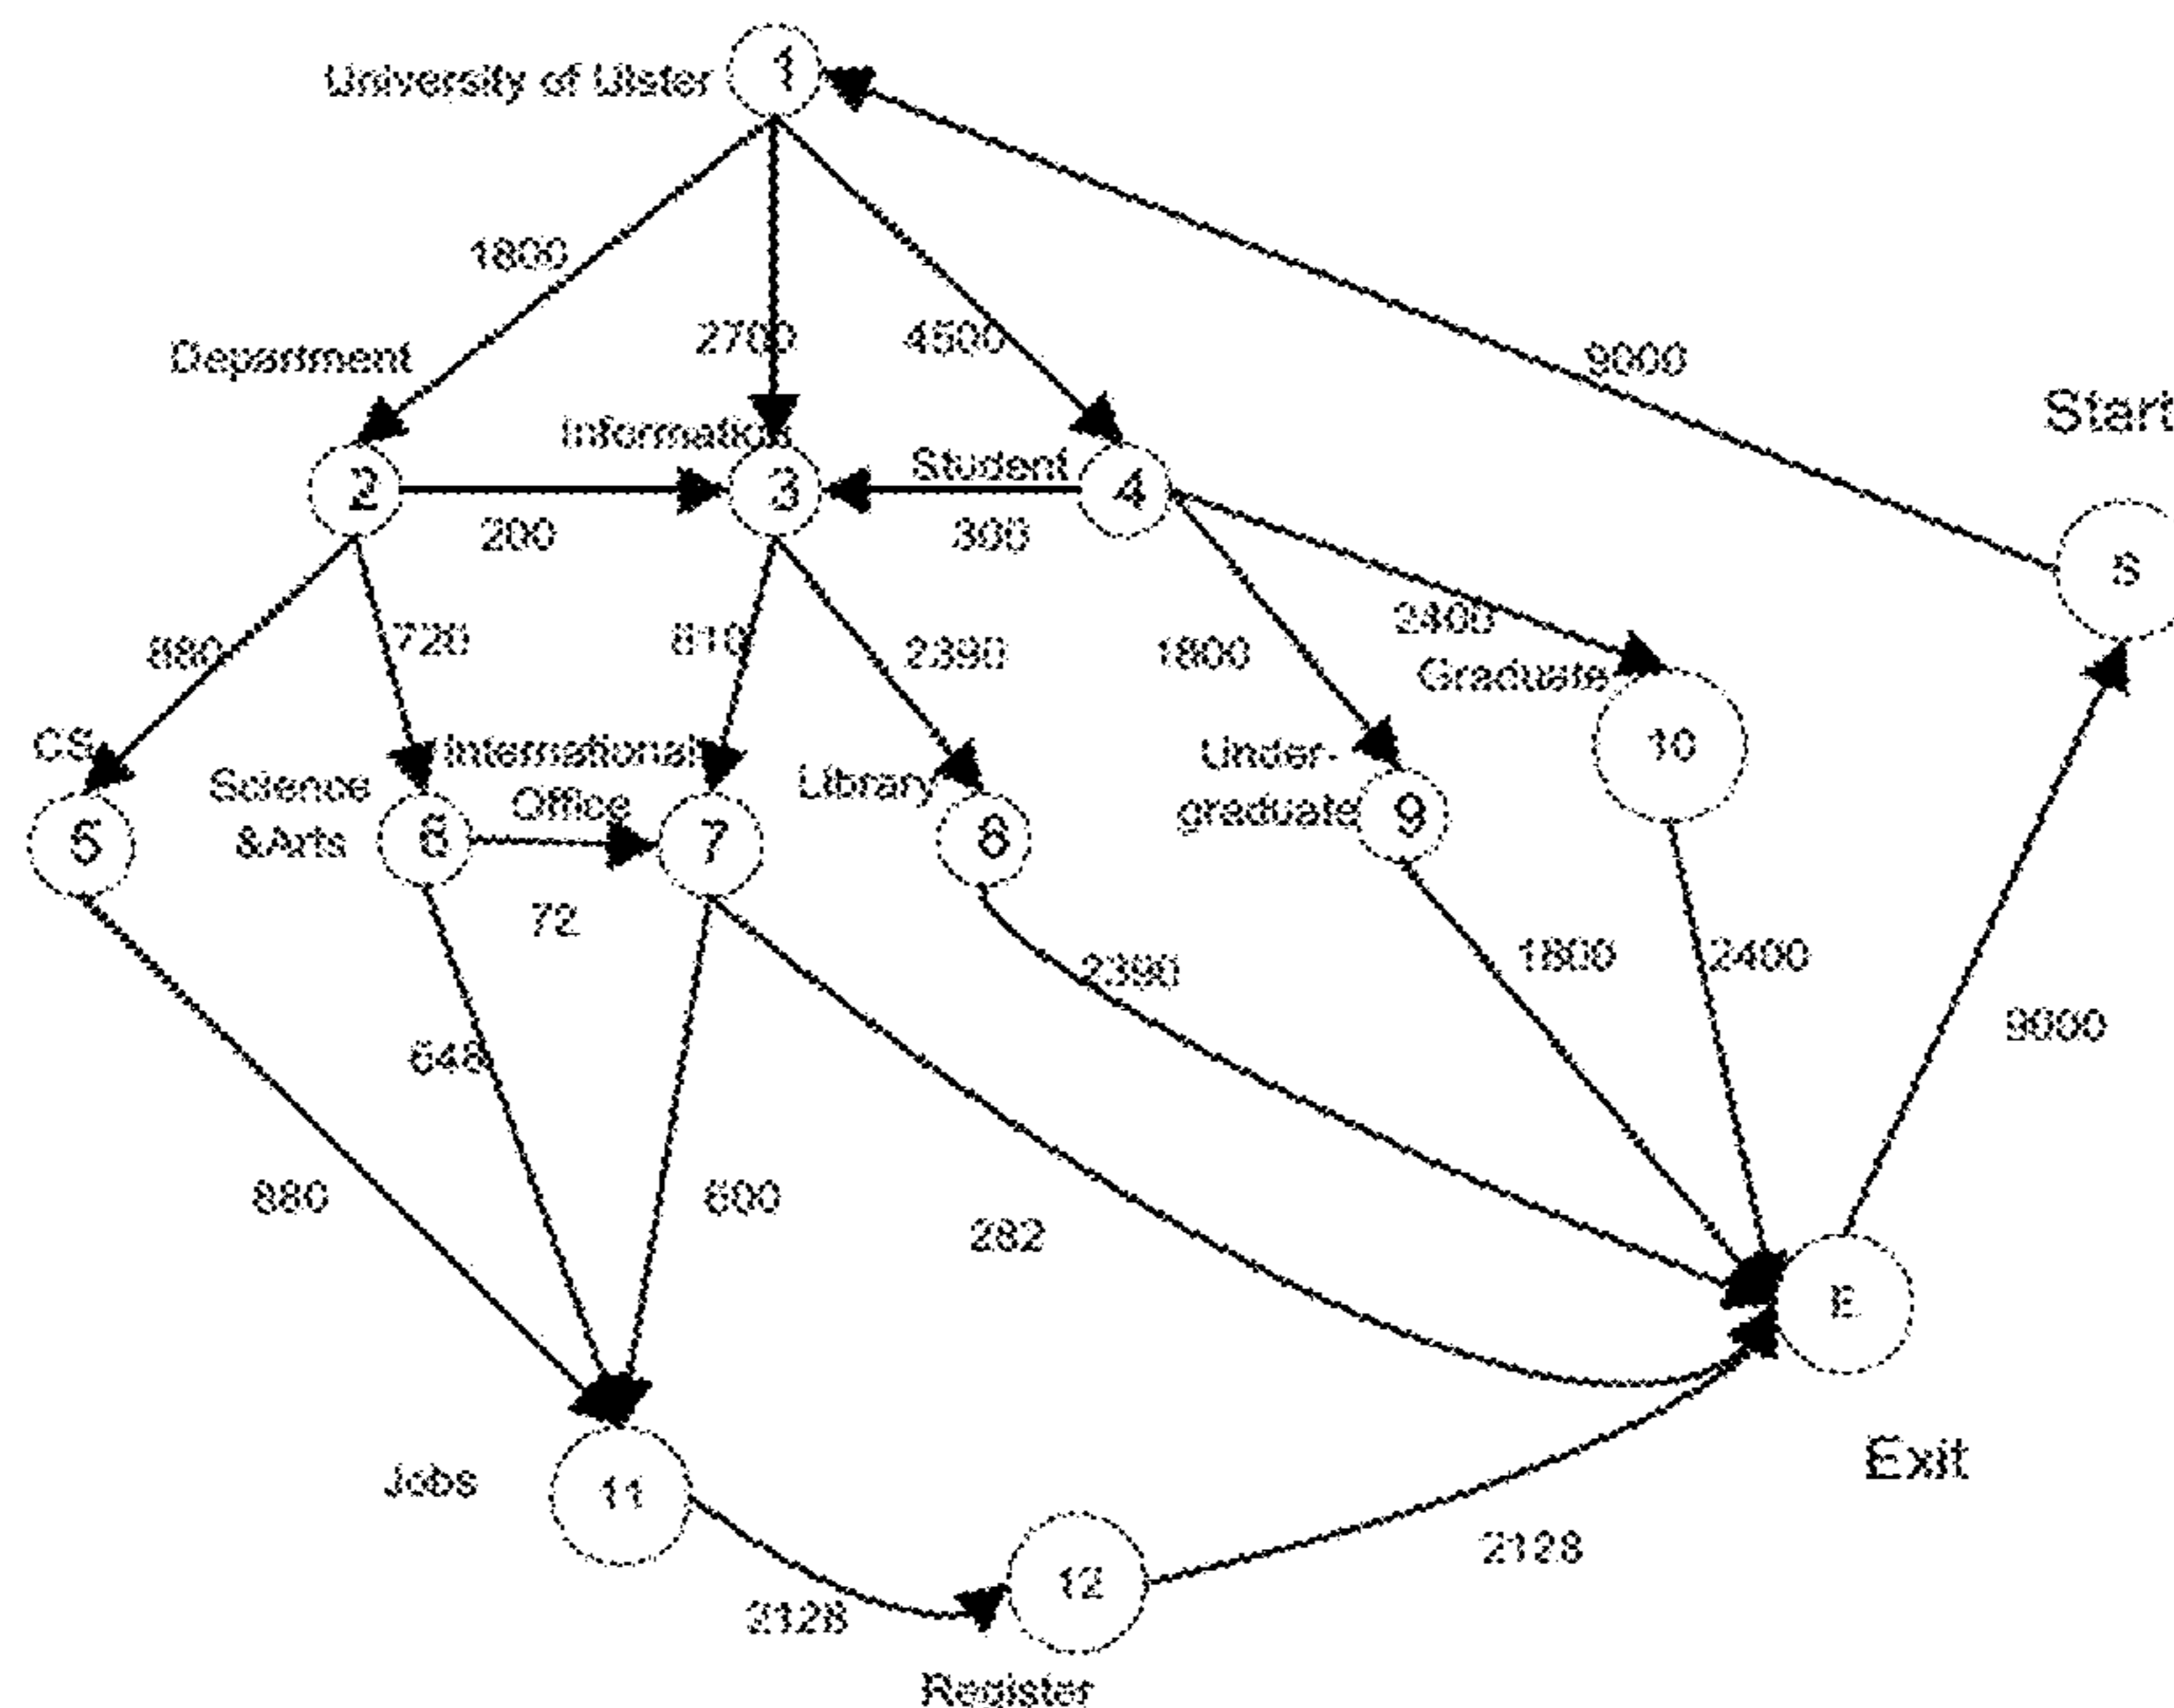 University of Ulster
1
1800
2700
4500
9000
Department
Start
Information
Student
2
3
4
200
300
S
880
720
810
2390
1800
2400
Graduate
CS
Science
&Arts
International
Office
Library
Under-
graduate
10
5
6
7
8
9
72
2390
1800
2400
9000
648
880
600
282
E
Exit
Jobs
11
12
2128
2128
Register